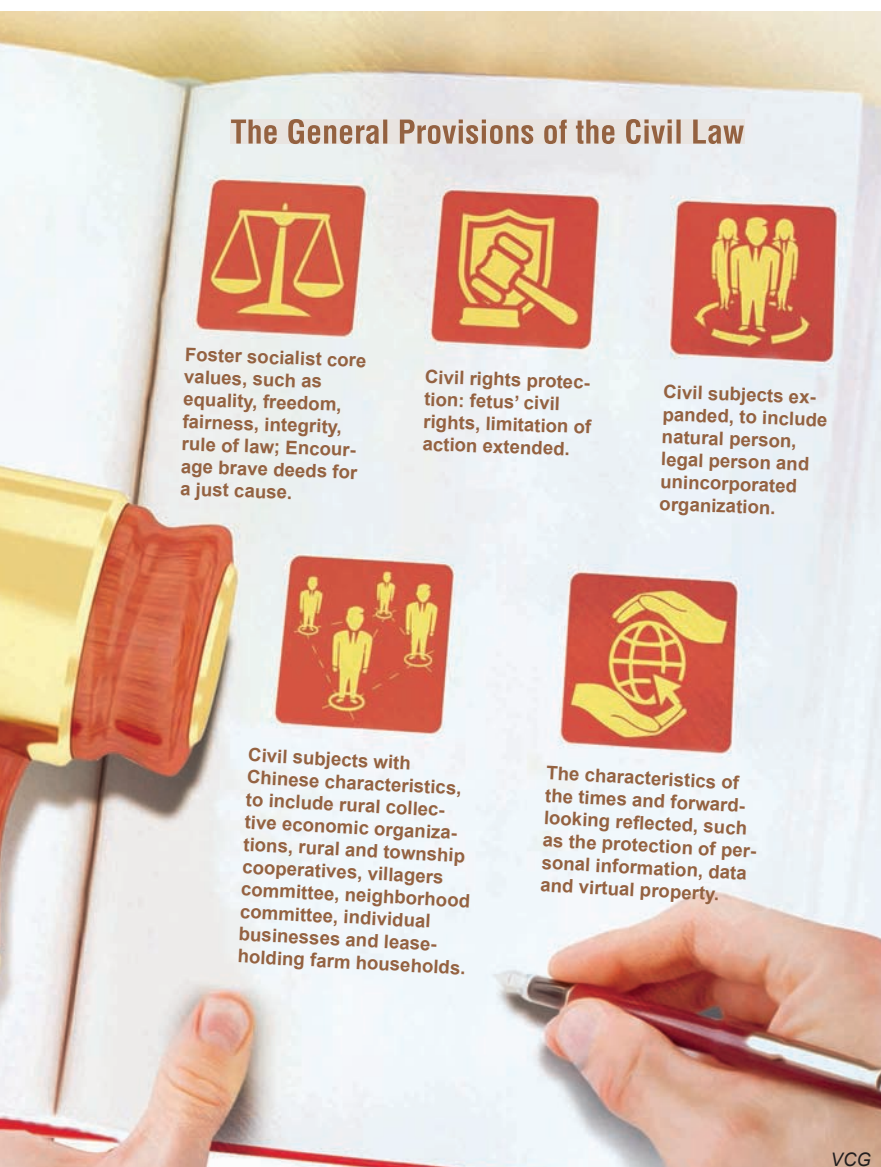 The General Provisions of the Civil Law
Foster socialist core
values, such as
equality, freedom,
fairness, integrity,
rule of law; Encour-
age brave deeds for
a just cause.
Civil rights protec-
tion: fetus' civil
rights, limitation of
action extended.
Civil subjects ex-
panded, to include
natural person,
legal person and
unincorporated
organization.
Civil subjects with
Chinese characteristics,
to include rural collec-
tive economic organiza-
tions, rural and township
cooperatives, villagers
committee, neighborhood
committee, individual
businesses and lease-
holding farm households.
The characteristics of
the times and forward-
looking reflected, such
as the protection of per-
sonal information, data
and virtual property.
VCG